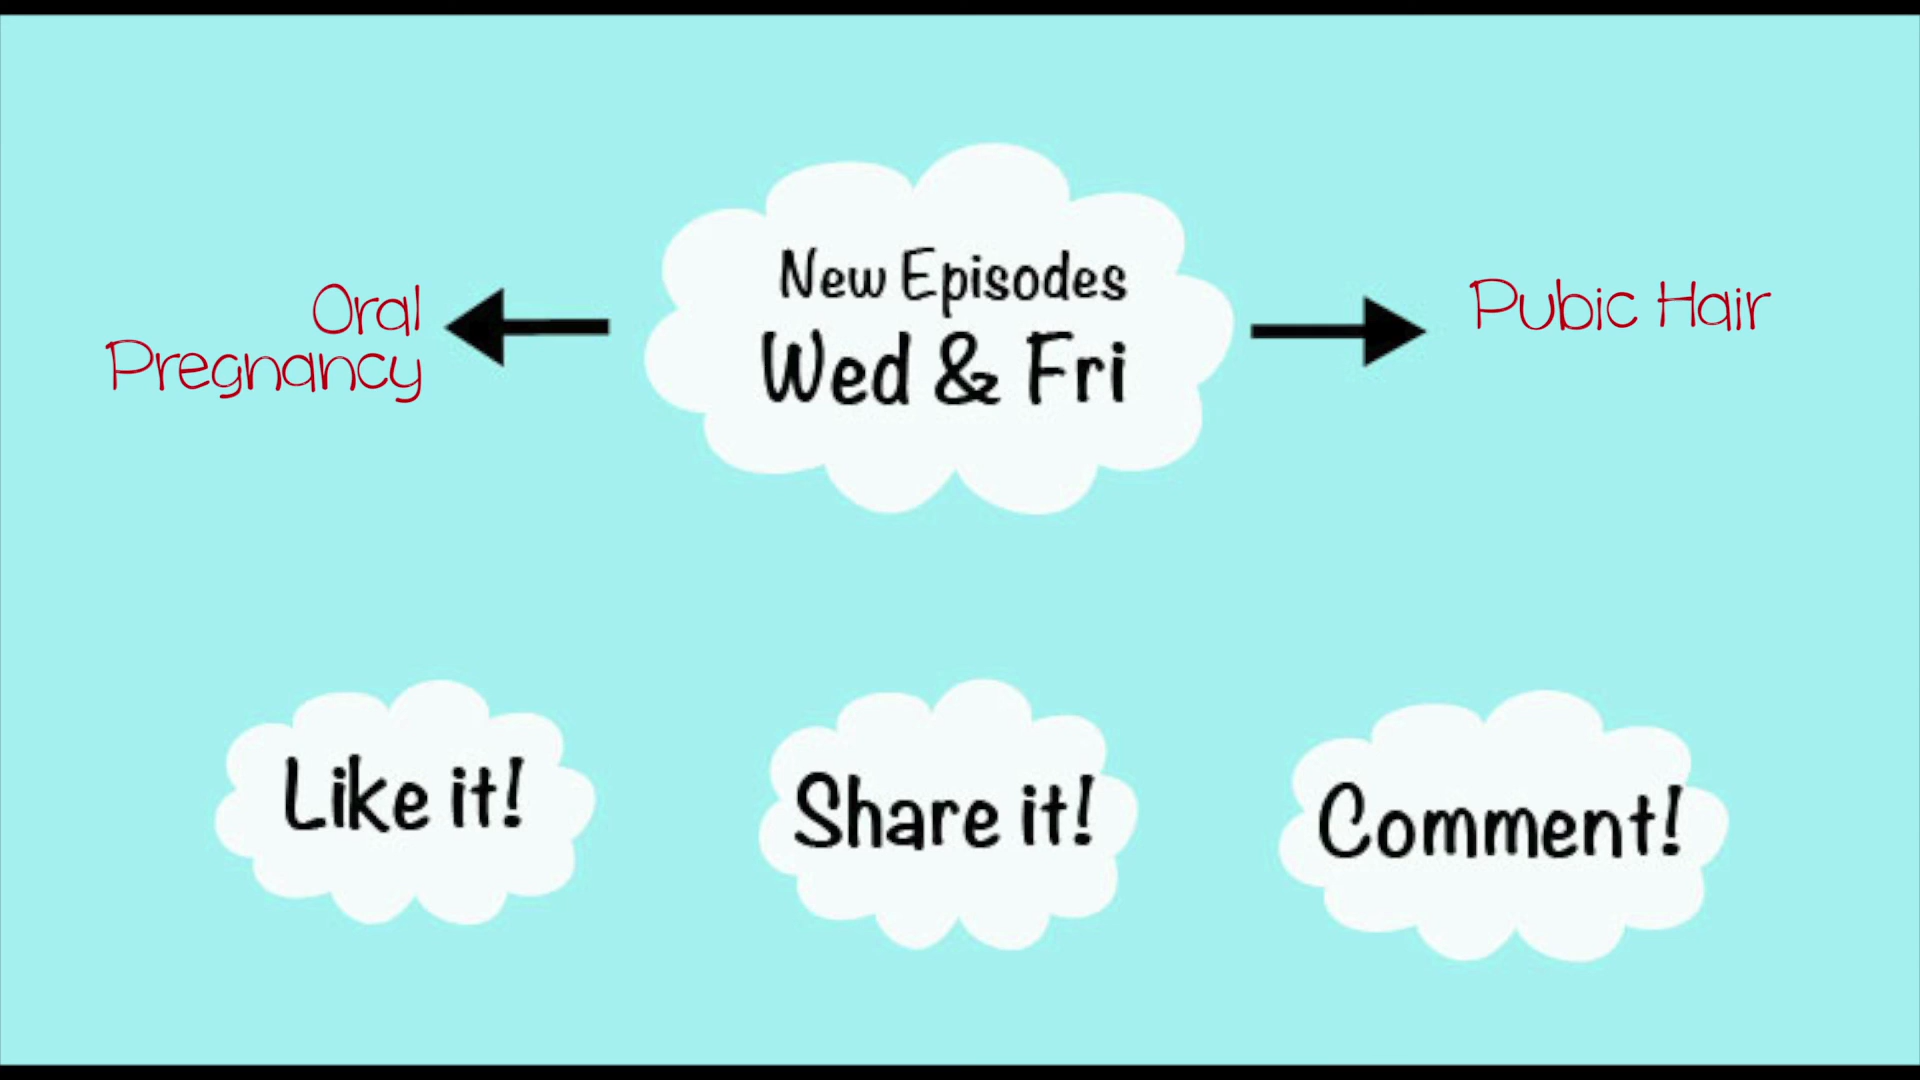 Oral
Pregnancy
New Episodes
Wed & Fri
Pubic Hair
Like it!
Share it!
Comment!